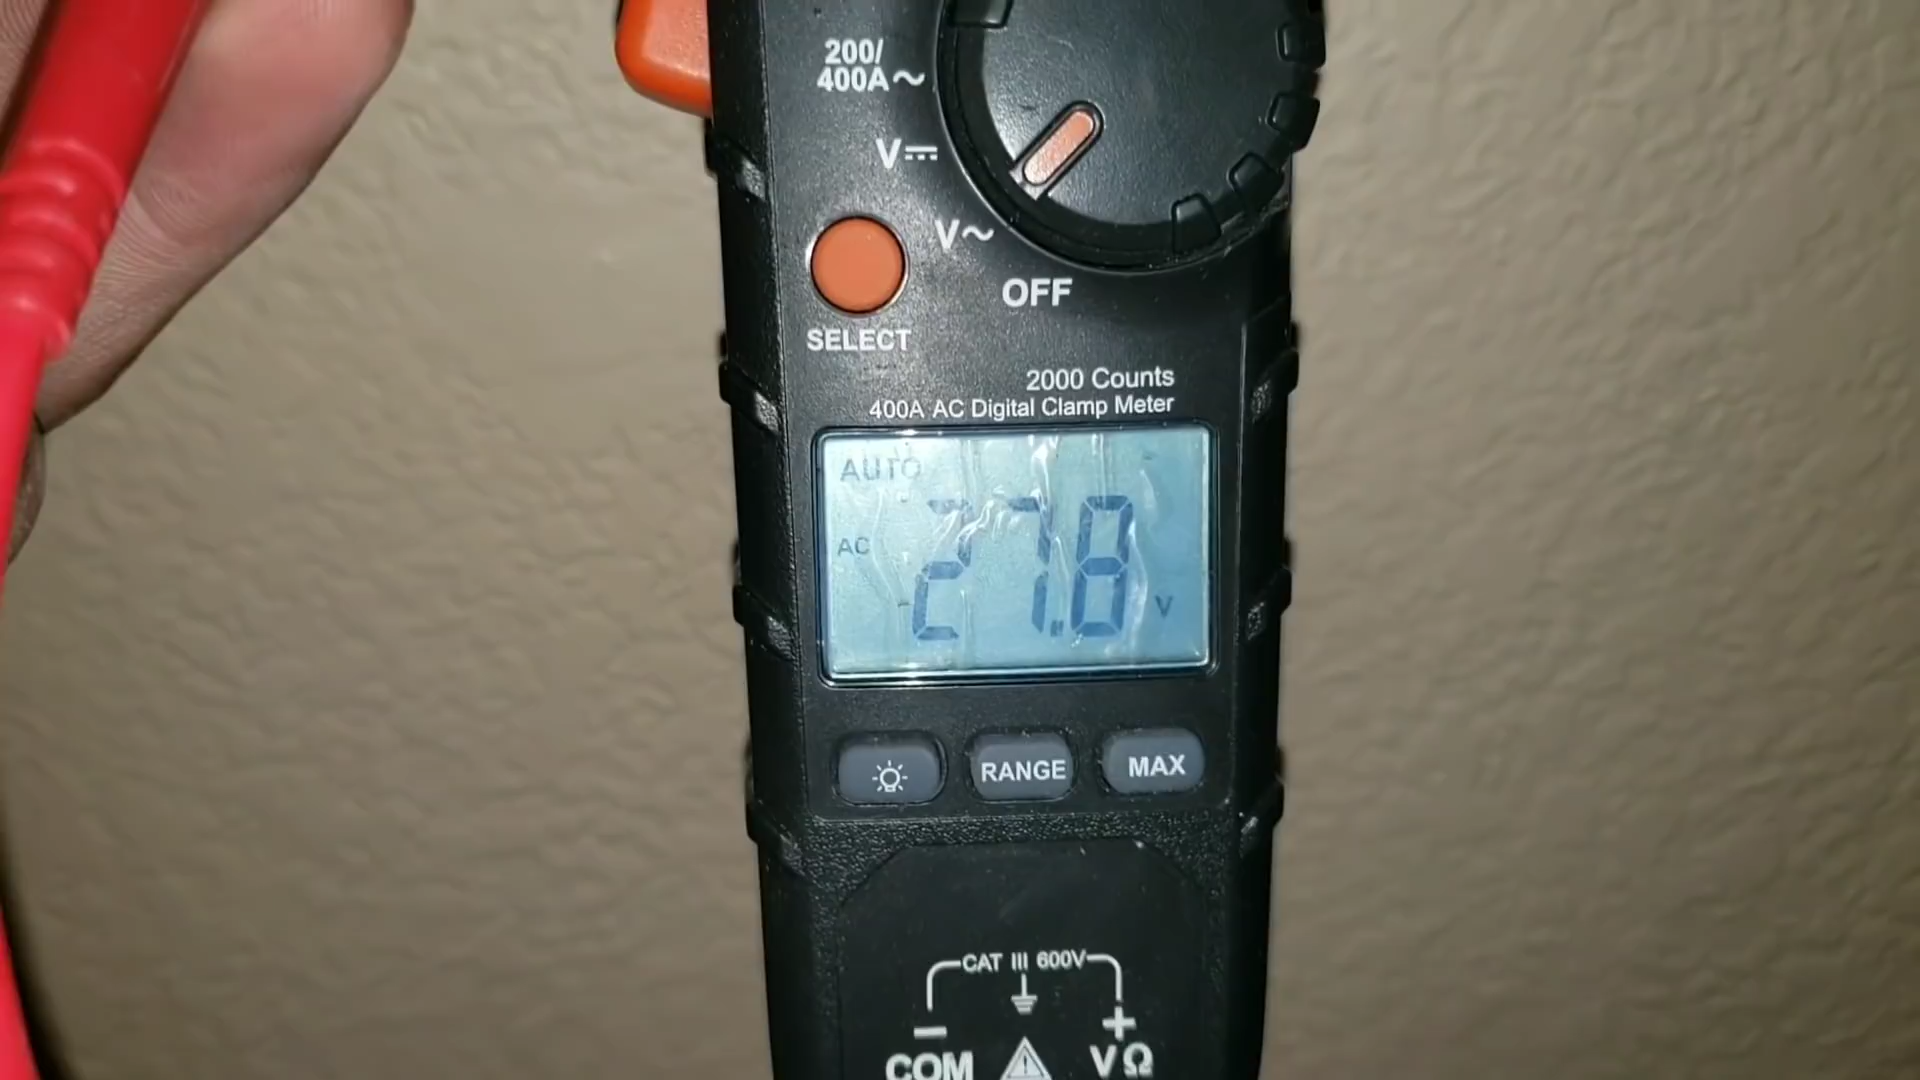 200/
400A~
V⎓
V~
OFF
SELECT
2000 Counts
400A AC Digital Clamp Meter
AUTO
AC
27.8
V
RANGE
MAX
CAT III 600V
− +
COM
VΩ